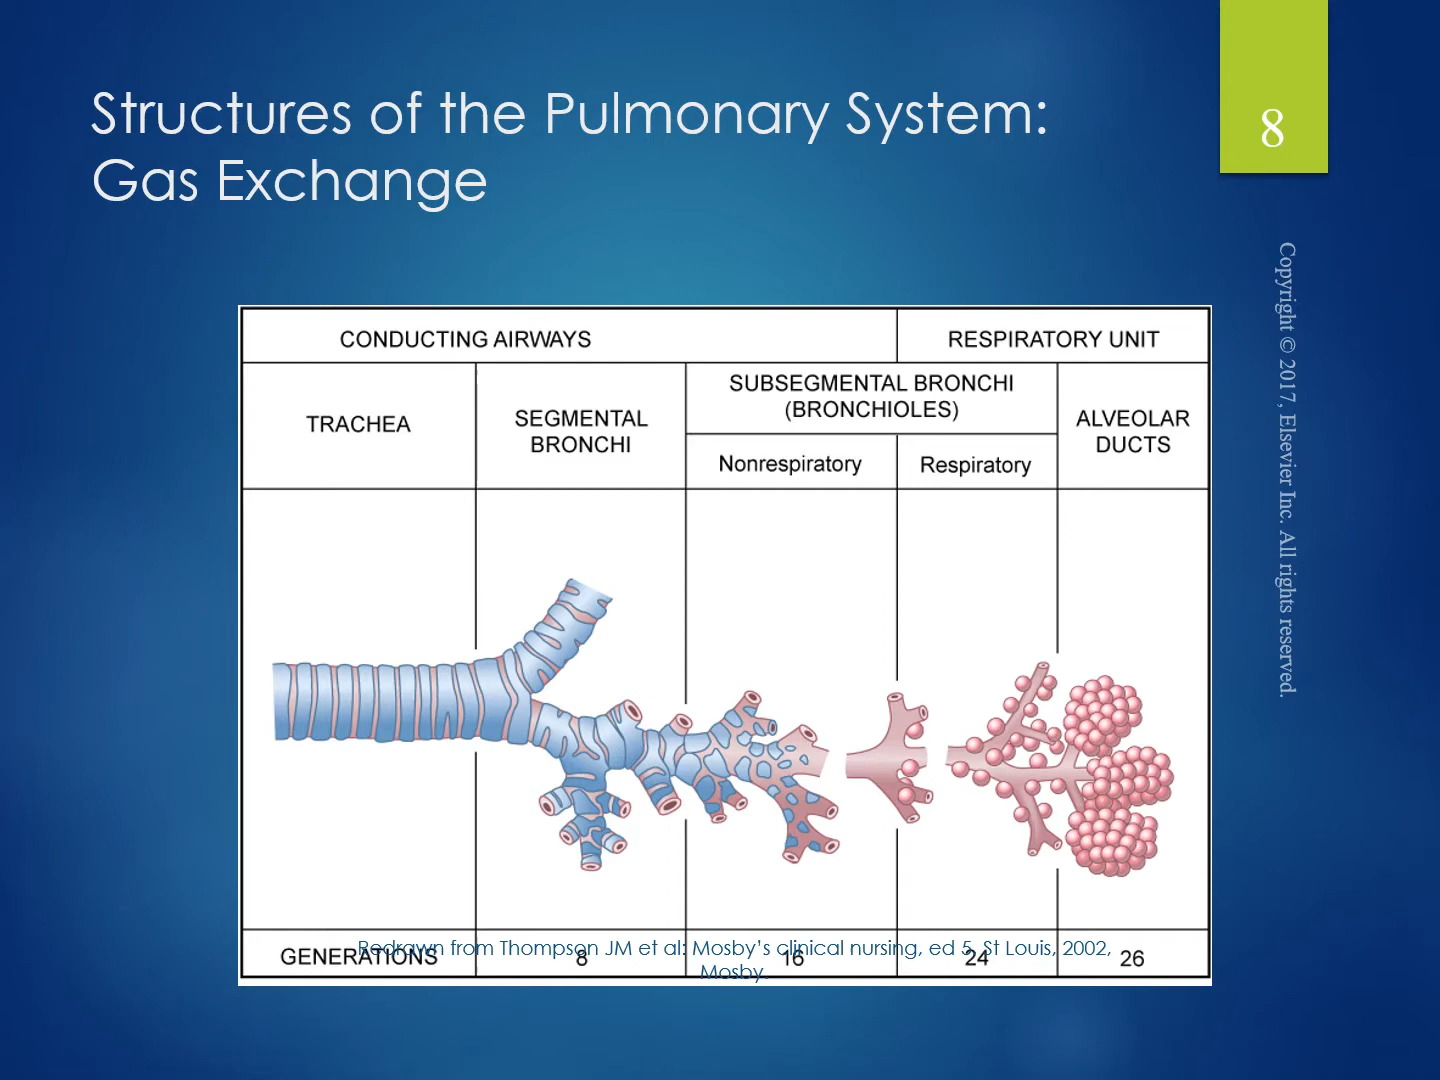 Structures of the Pulmonary System:
Gas Exchange
8
Copyright © 2017, Elsevier Inc. All rights reserved.
CONDUCTING AIRWAYS
RESPIRATORY UNIT
TRACHEA
SEGMENTAL
BRONCHI
SUBSEGMENTAL BRONCHI
(BRONCHIOLES)
Nonrespiratory
Respiratory
ALVEOLAR
DUCTS
GENERATIONS
8
16
24
26
Redrawn from Thompson JM et al: Mosby’s clinical nursing, ed 5, St Louis, 2002,
Mosby.